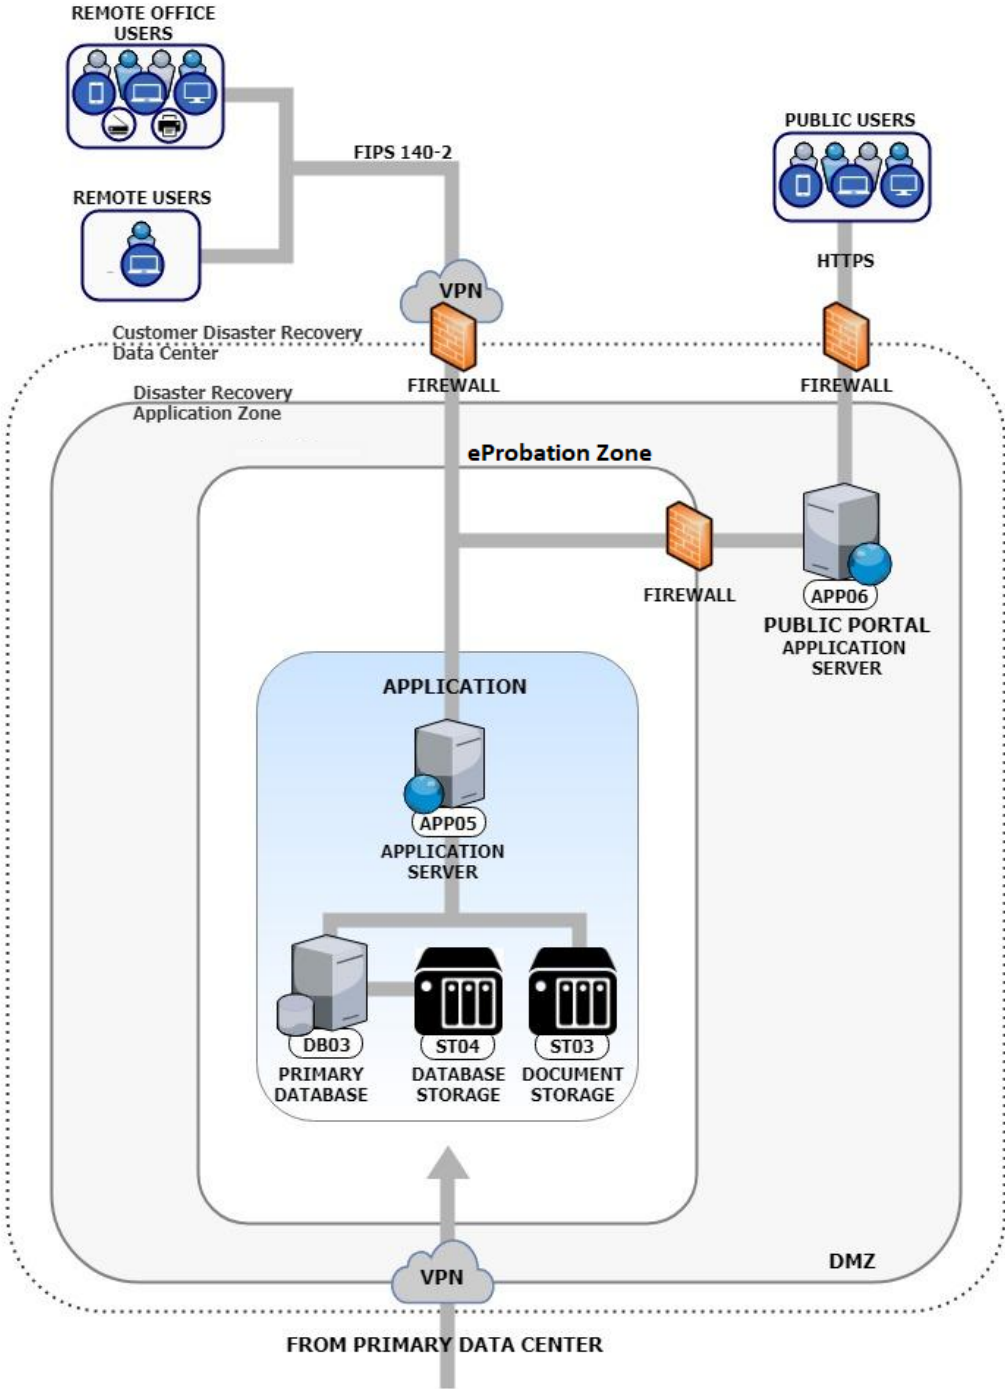 REMOTE OFFICE
USERS
FIPS 140-2
REMOTE USERS
PUBLIC USERS
HTTPS
VPN
Customer Disaster Recovery
Data Center
FIREWALL
FIREWALL
Disaster Recovery
Application Zone
eProbation Zone
FIREWALL
APP06
PUBLIC PORTAL
APPLICATION
SERVER
APPLICATION
APP05
APPLICATION
SERVER
DB03
PRIMARY
DATABASE
ST04
DATABASE
STORAGE
ST03
DOCUMENT
STORAGE
DMZ
VPN
FROM PRIMARY DATA CENTER